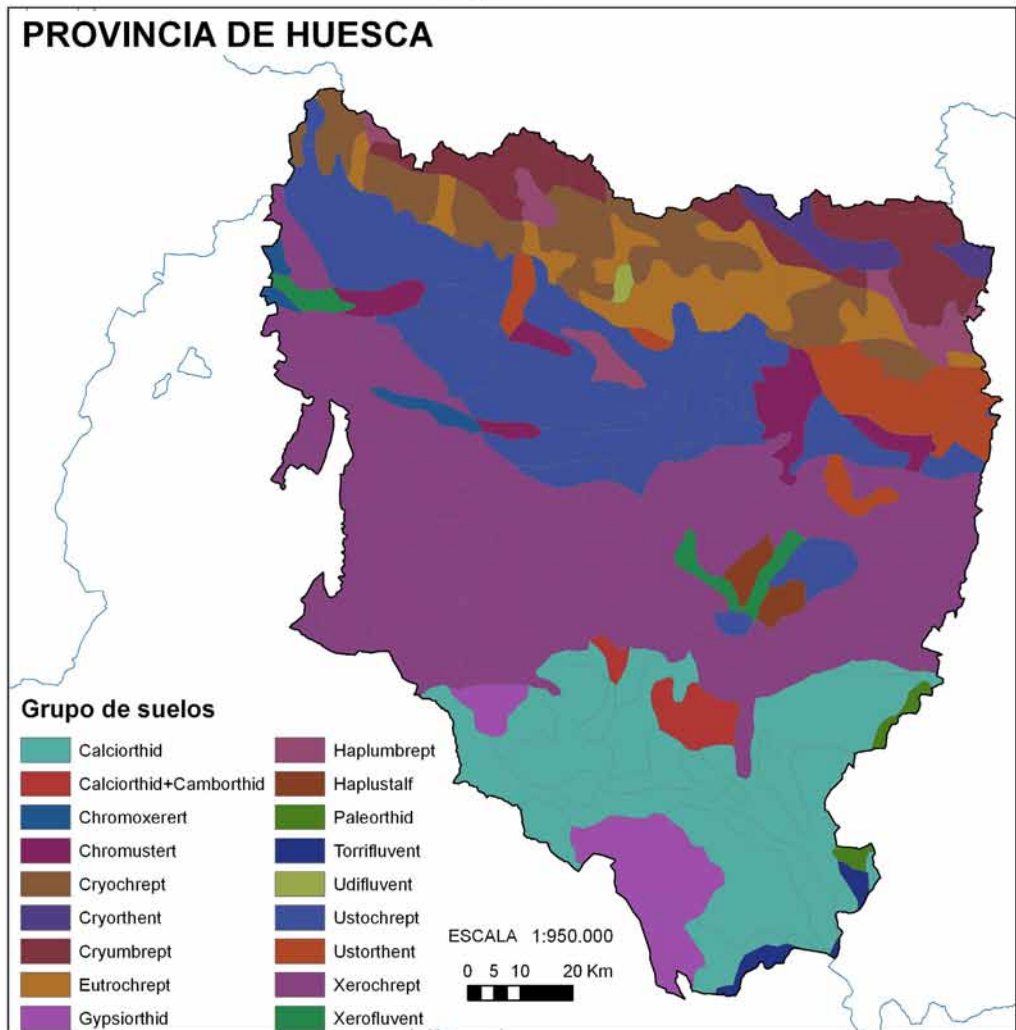 PROVINCIA DE HUESCA
Grupo de suelos
Calciorthid
Calciorthid+Camborthid
Chromoxerert
Chromustert
Cryochrept
Cryorthent
Cryumbrept
Eutrochrept
Gypsiorthid
Haplumbrept
Haplustalf
Paleorthid
Torrifluvent
Udifluvent
Ustochrept
Ustorthent
Xerochrept
Xerofluvent
ESCALA 1:950.000
0 5 10 20 Km